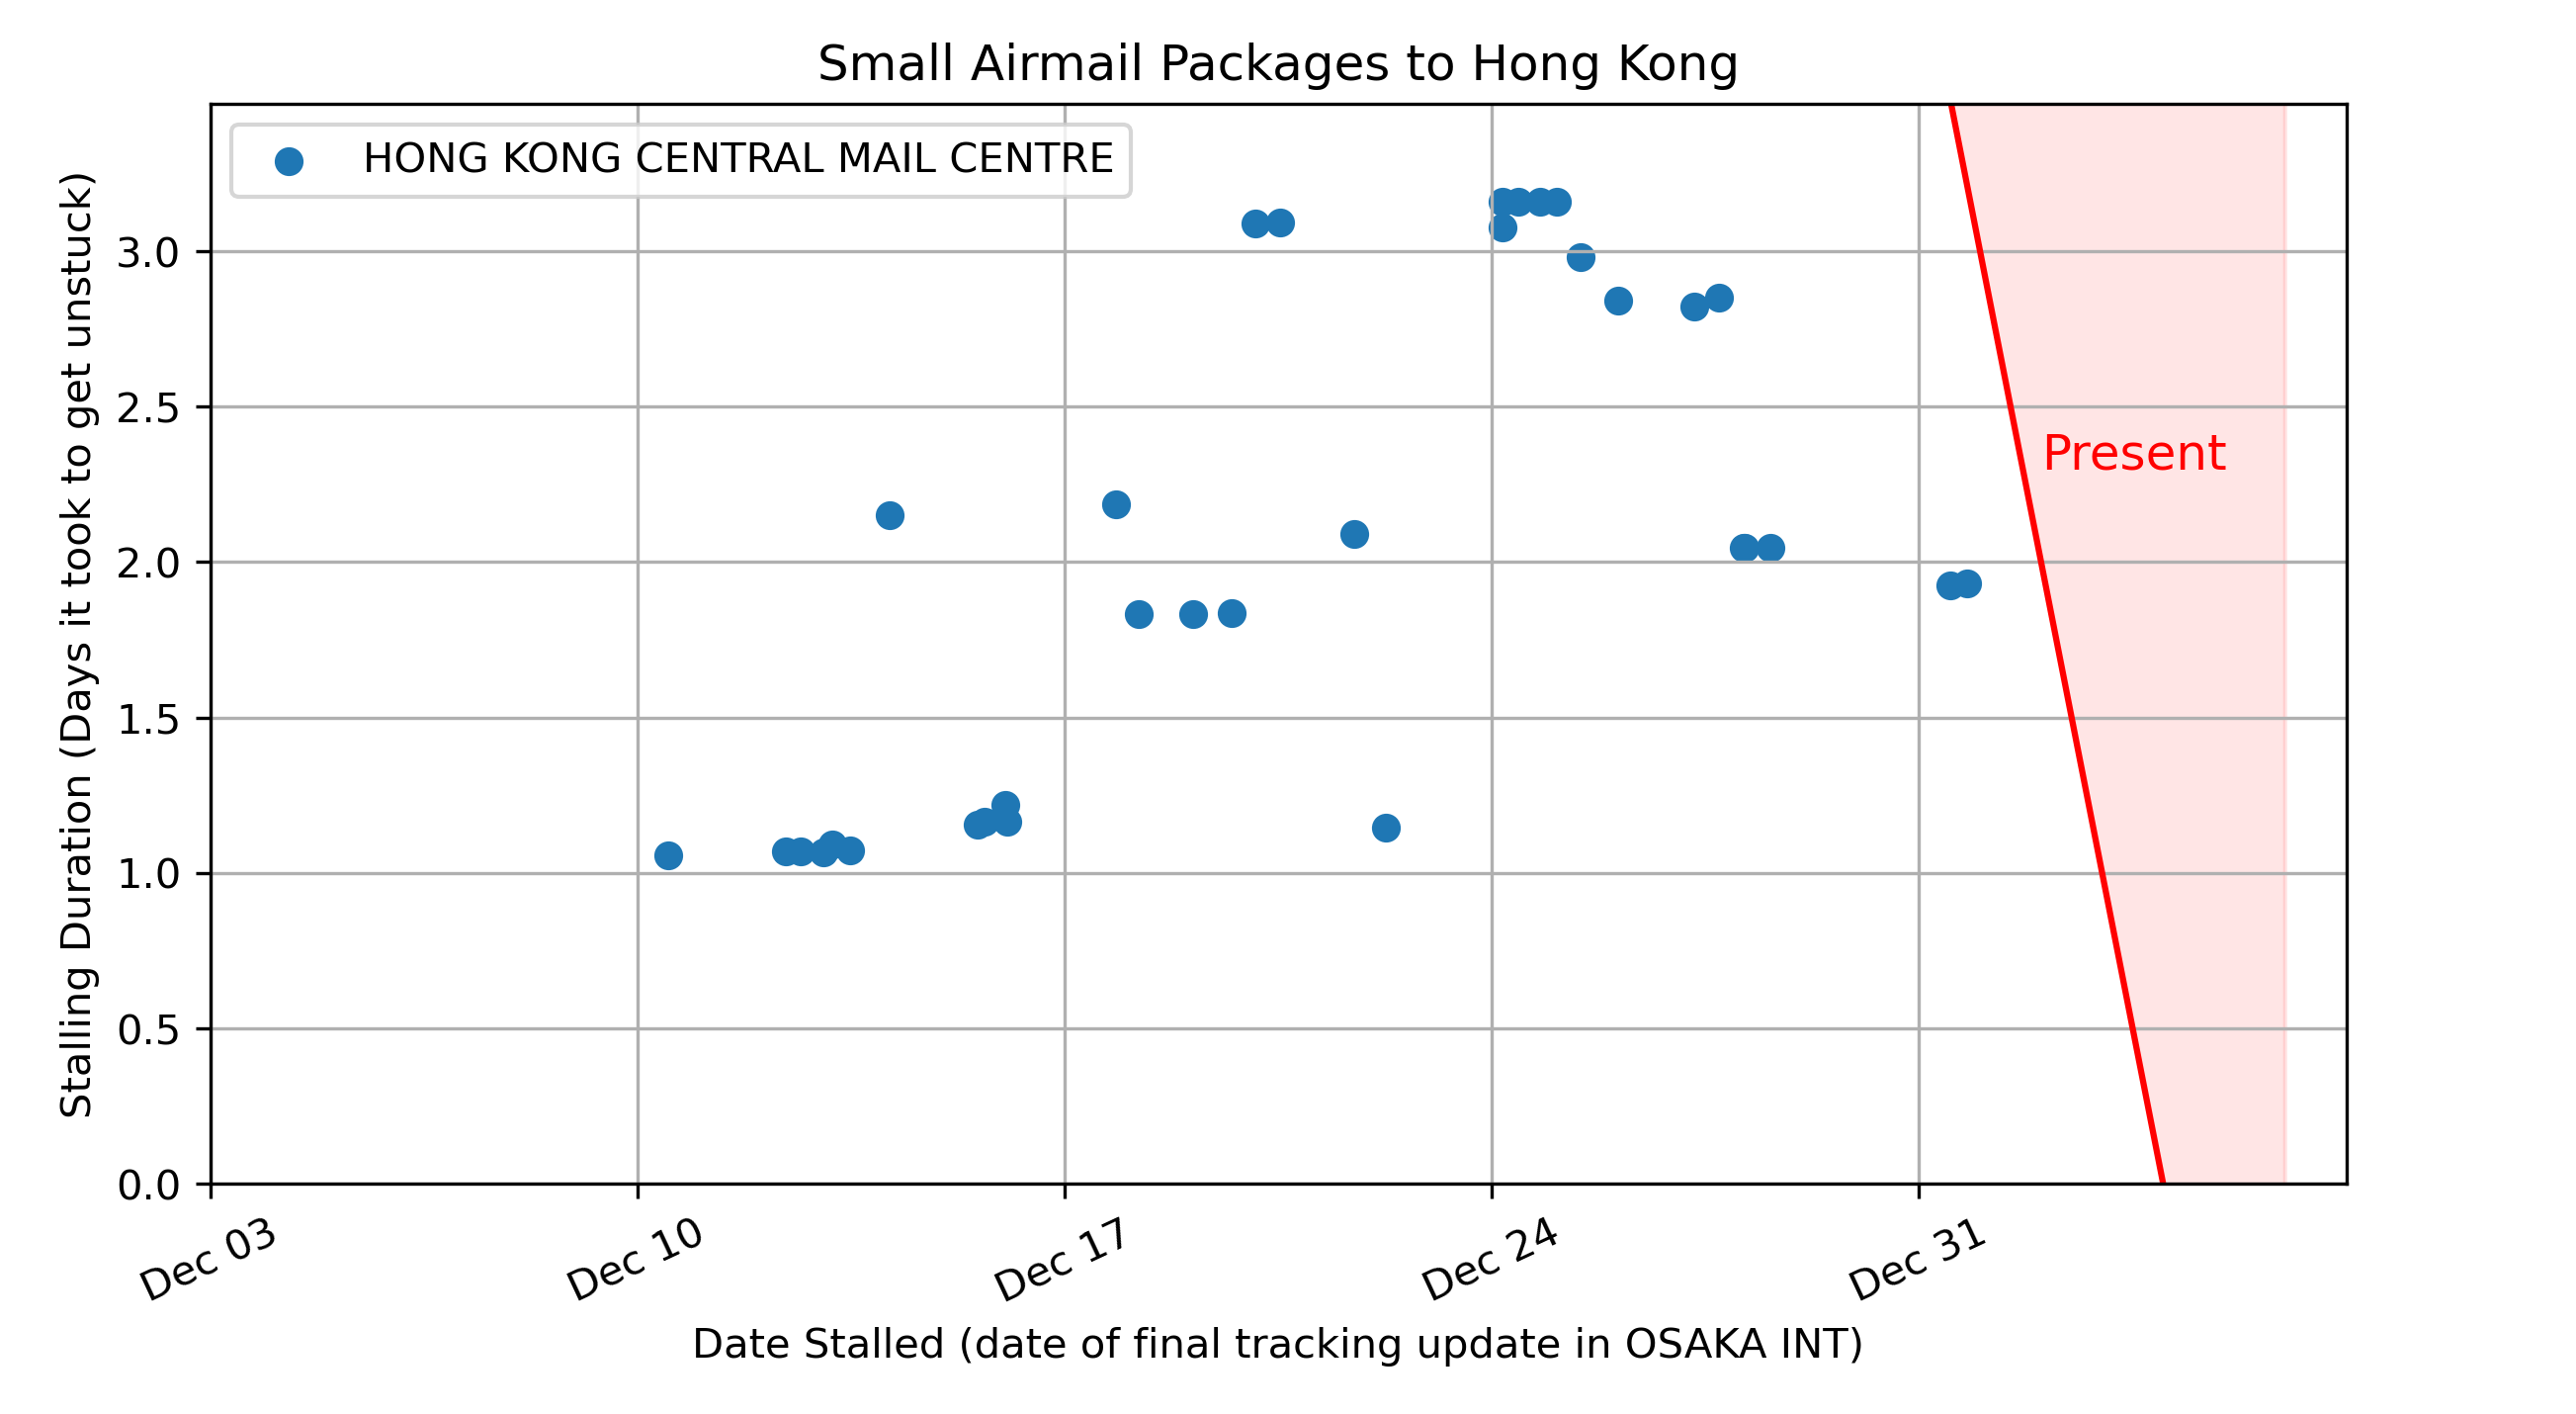 Small Airmail Packages to Hong Kong
HONG KONG CENTRAL MAIL CENTRE
Stalling Duration (Days it took to get unstuck)
3.0
2.5
2.0
1.5
1.0
0.5
0.0
Present
Dec 03
Dec 10
Dec 17
Dec 24
Dec 31
Date Stalled (date of final tracking update in OSAKA INT)